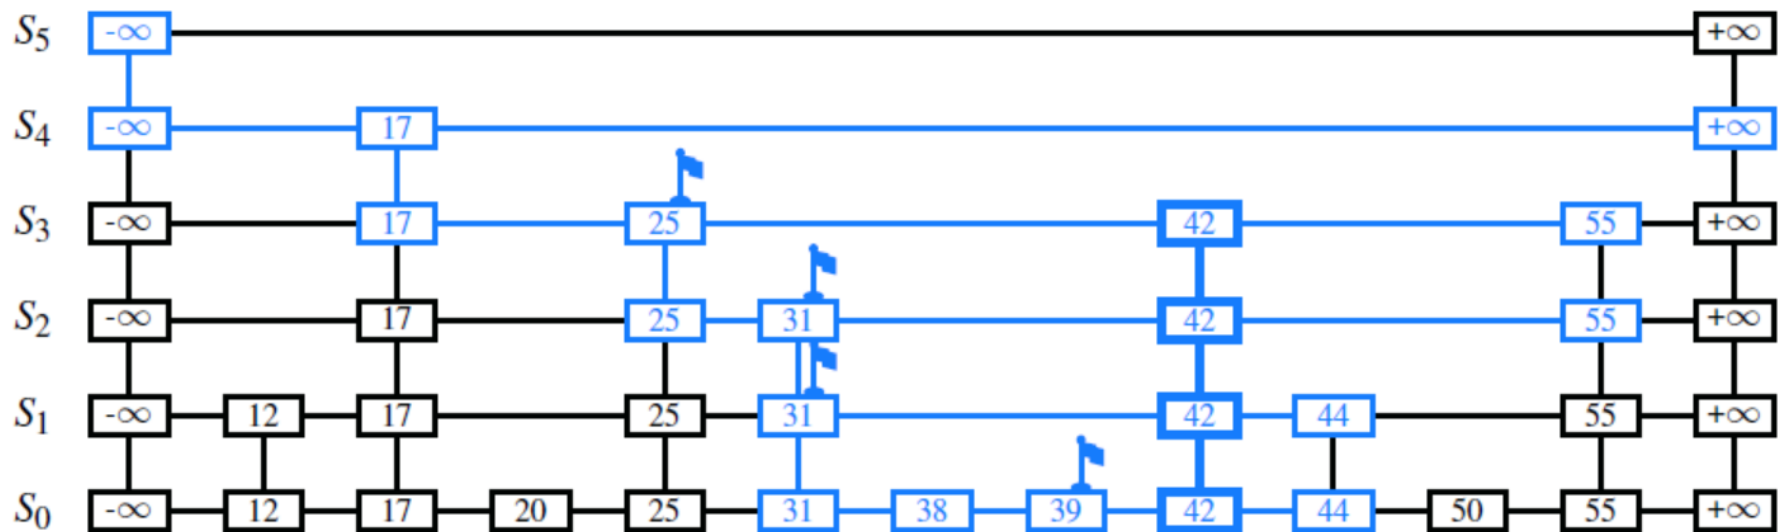 S5 -∞ +∞
S4 -∞ 17 +∞
S3 -∞ 17 25 42 55 +∞
S2 -∞ 17 25 31 42 55 +∞
S1 -∞ 12 17 25 31 42 44 55 +∞
S0 -∞ 12 17 20 25 31 38 39 42 44 50 55 +∞